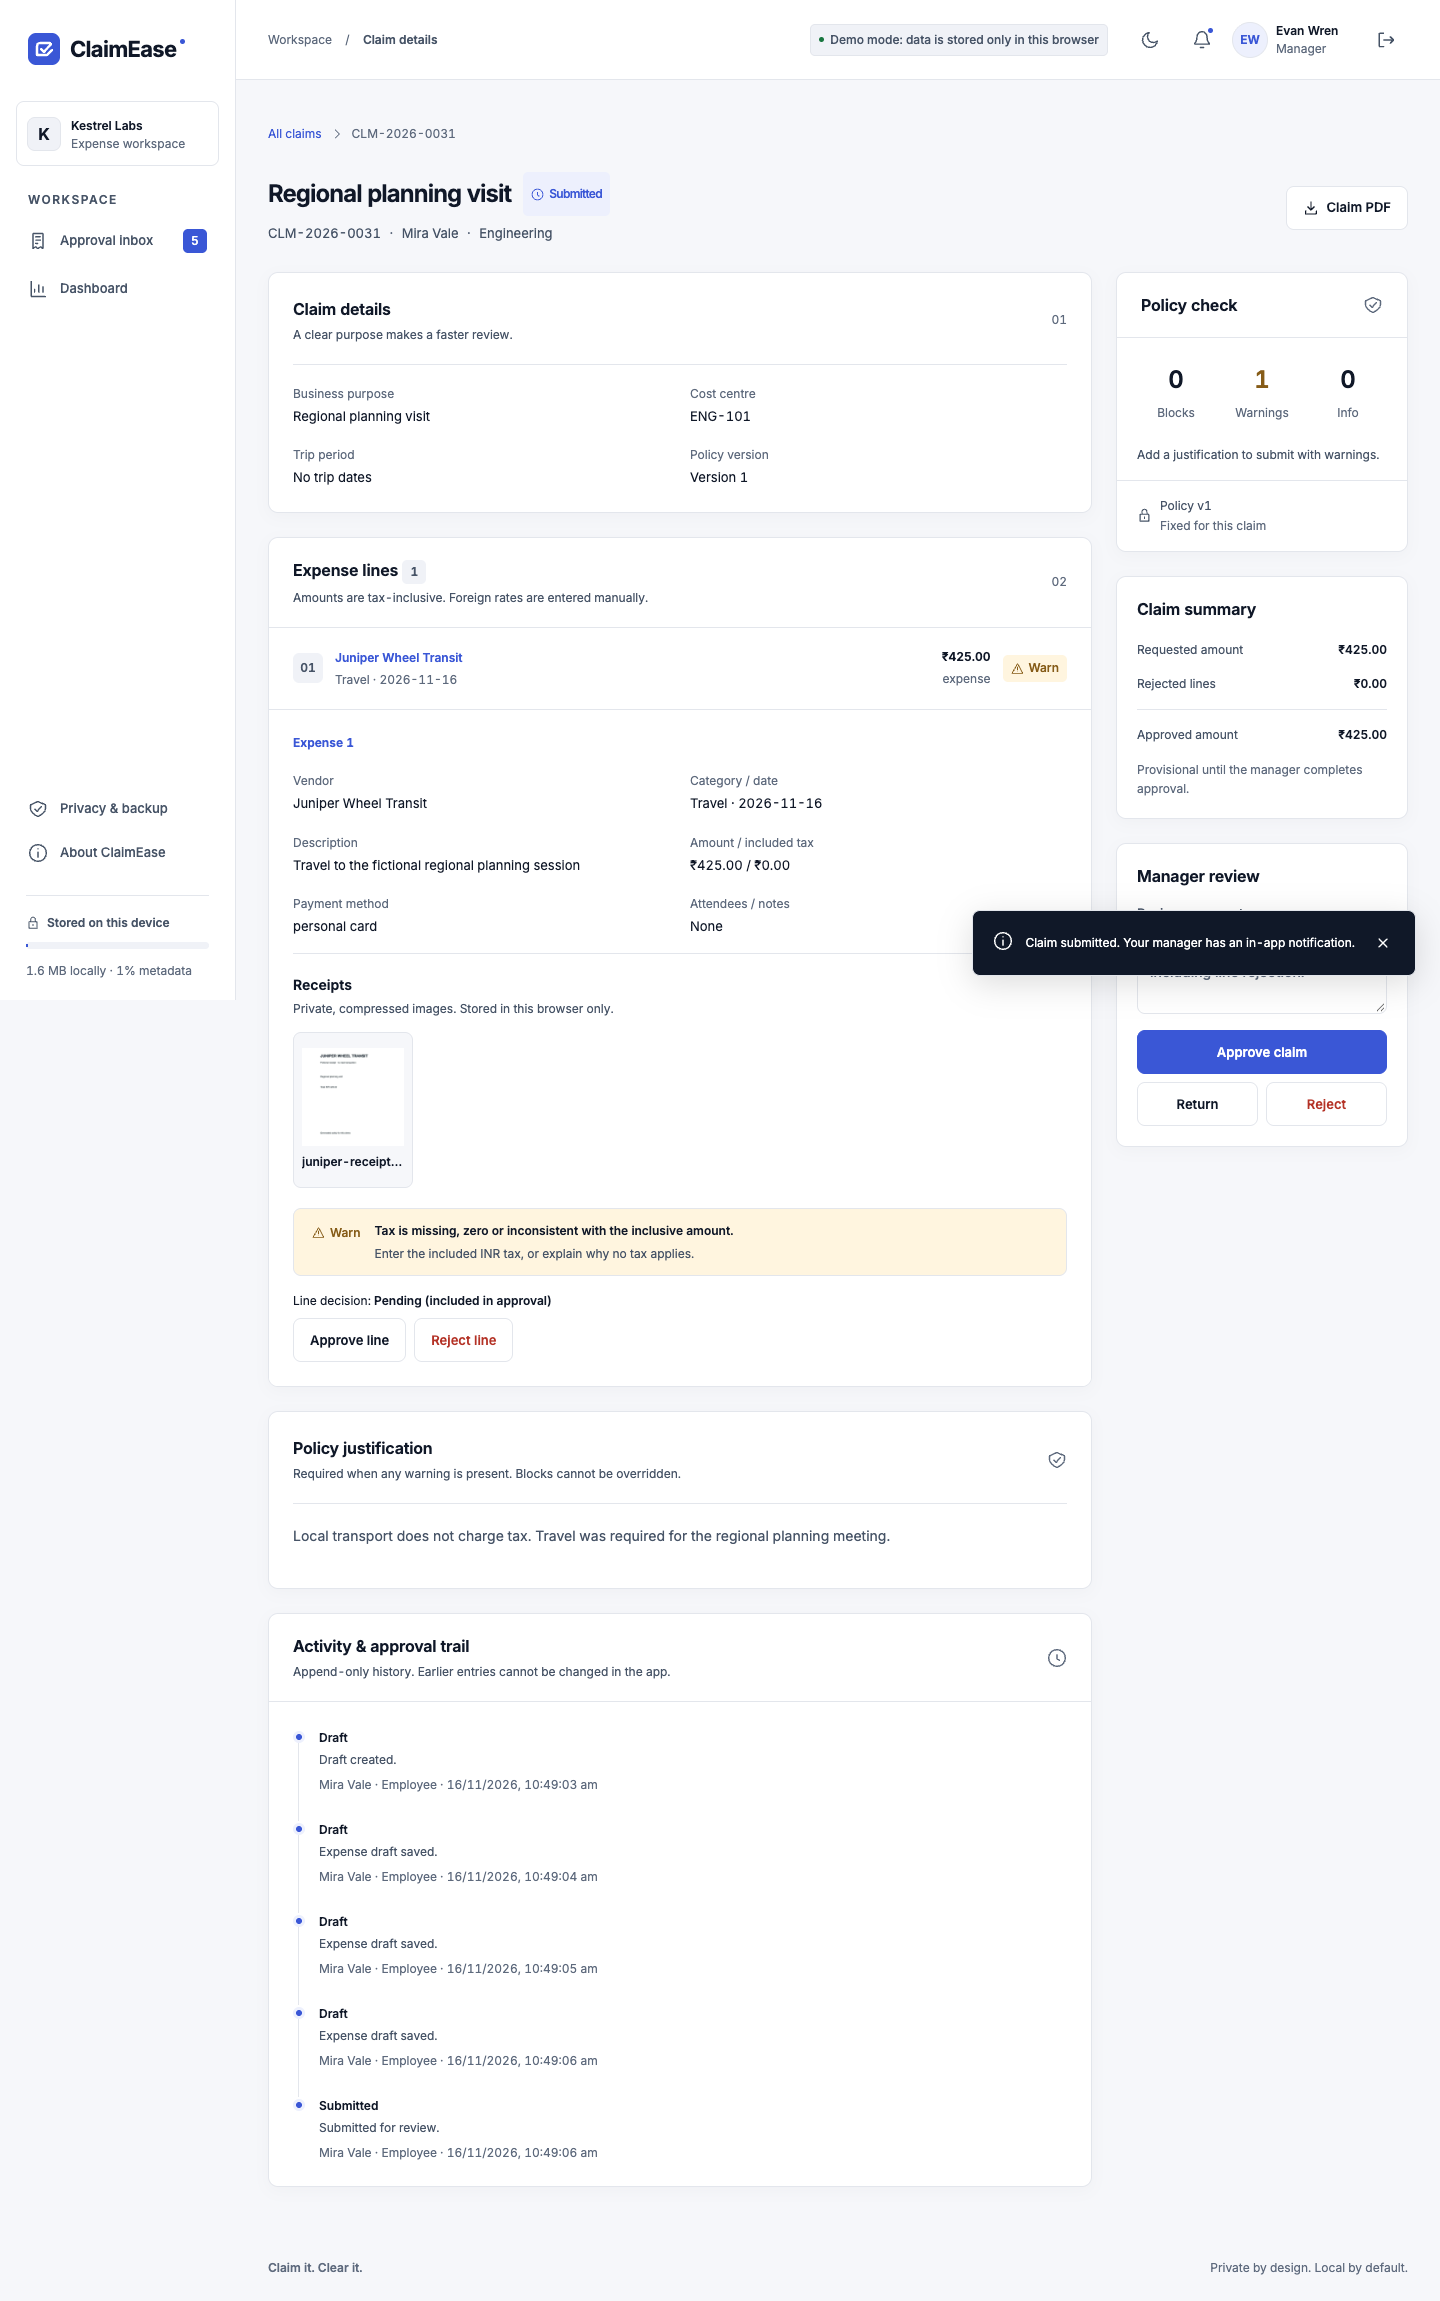 ClaimEase
Workspace / Claim details
Demo mode: data is stored only in this browser
EW
Evan Wren
Manager
K
Kestrel Labs
Expense workspace
WORKSPACE
Approval inbox 5
Dashboard
Privacy & backup
About ClaimEase
Stored on this device
1.6 MB locally · 1% metadata
All claims > CLM-2026-0031
Regional planning visit
Submitted
CLM-2026-0031 · Mira Vale · Engineering
Claim PDF
Claim details
A clear purpose makes a faster review.
01
Business purpose
Regional planning visit
Cost centre
ENG-101
Trip period
No trip dates
Policy version
Version 1
Expense lines 1
Amounts are tax-inclusive. Foreign rates are entered manually.
02
01
Juniper Wheel Transit
Travel · 2026-11-16
₹425.00
expense
Warn
Expense 1
Vendor
Juniper Wheel Transit
Category / date
Travel · 2026-11-16
Description
Travel to the fictional regional planning session
Amount / included tax
₹425.00 / ₹0.00
Payment method
personal card
Attendees / notes
None
Receipts
Private, compressed images. Stored in this browser only.
JUNIPER WHEEL TRANSIT
juniper-receipt...
Warn
Tax is missing, zero or inconsistent with the inclusive amount.
Enter the included INR tax, or explain why no tax applies.
Line decision: Pending (included in approval)
Approve line
Reject line
Policy justification
Required when any warning is present. Blocks cannot be overridden.
Local transport does not charge tax. Travel was required for the regional planning meeting.
Activity & approval trail
Append-only history. Earlier entries cannot be changed in the app.
Draft
Draft created.
Mira Vale · Employee · 16/11/2026, 10:49:03 am
Draft
Expense draft saved.
Mira Vale · Employee · 16/11/2026, 10:49:04 am
Draft
Expense draft saved.
Mira Vale · Employee · 16/11/2026, 10:49:05 am
Draft
Expense draft saved.
Mira Vale · Employee · 16/11/2026, 10:49:06 am
Submitted
Submitted for review.
Mira Vale · Employee · 16/11/2026, 10:49:06 am
Policy check
0 1 0
Blocks Warnings Info
Add a justification to submit with warnings.
Policy v1
Fixed for this claim
Claim summary
Requested amount ₹425.00
Rejected lines ₹0.00
Approved amount ₹425.00
Provisional until the manager completes
approval.
Manager review
Claim submitted. Your manager has an in-app notification.
Approve claim
Return
Reject
Claim it. Clear it.
Private by design. Local by default.